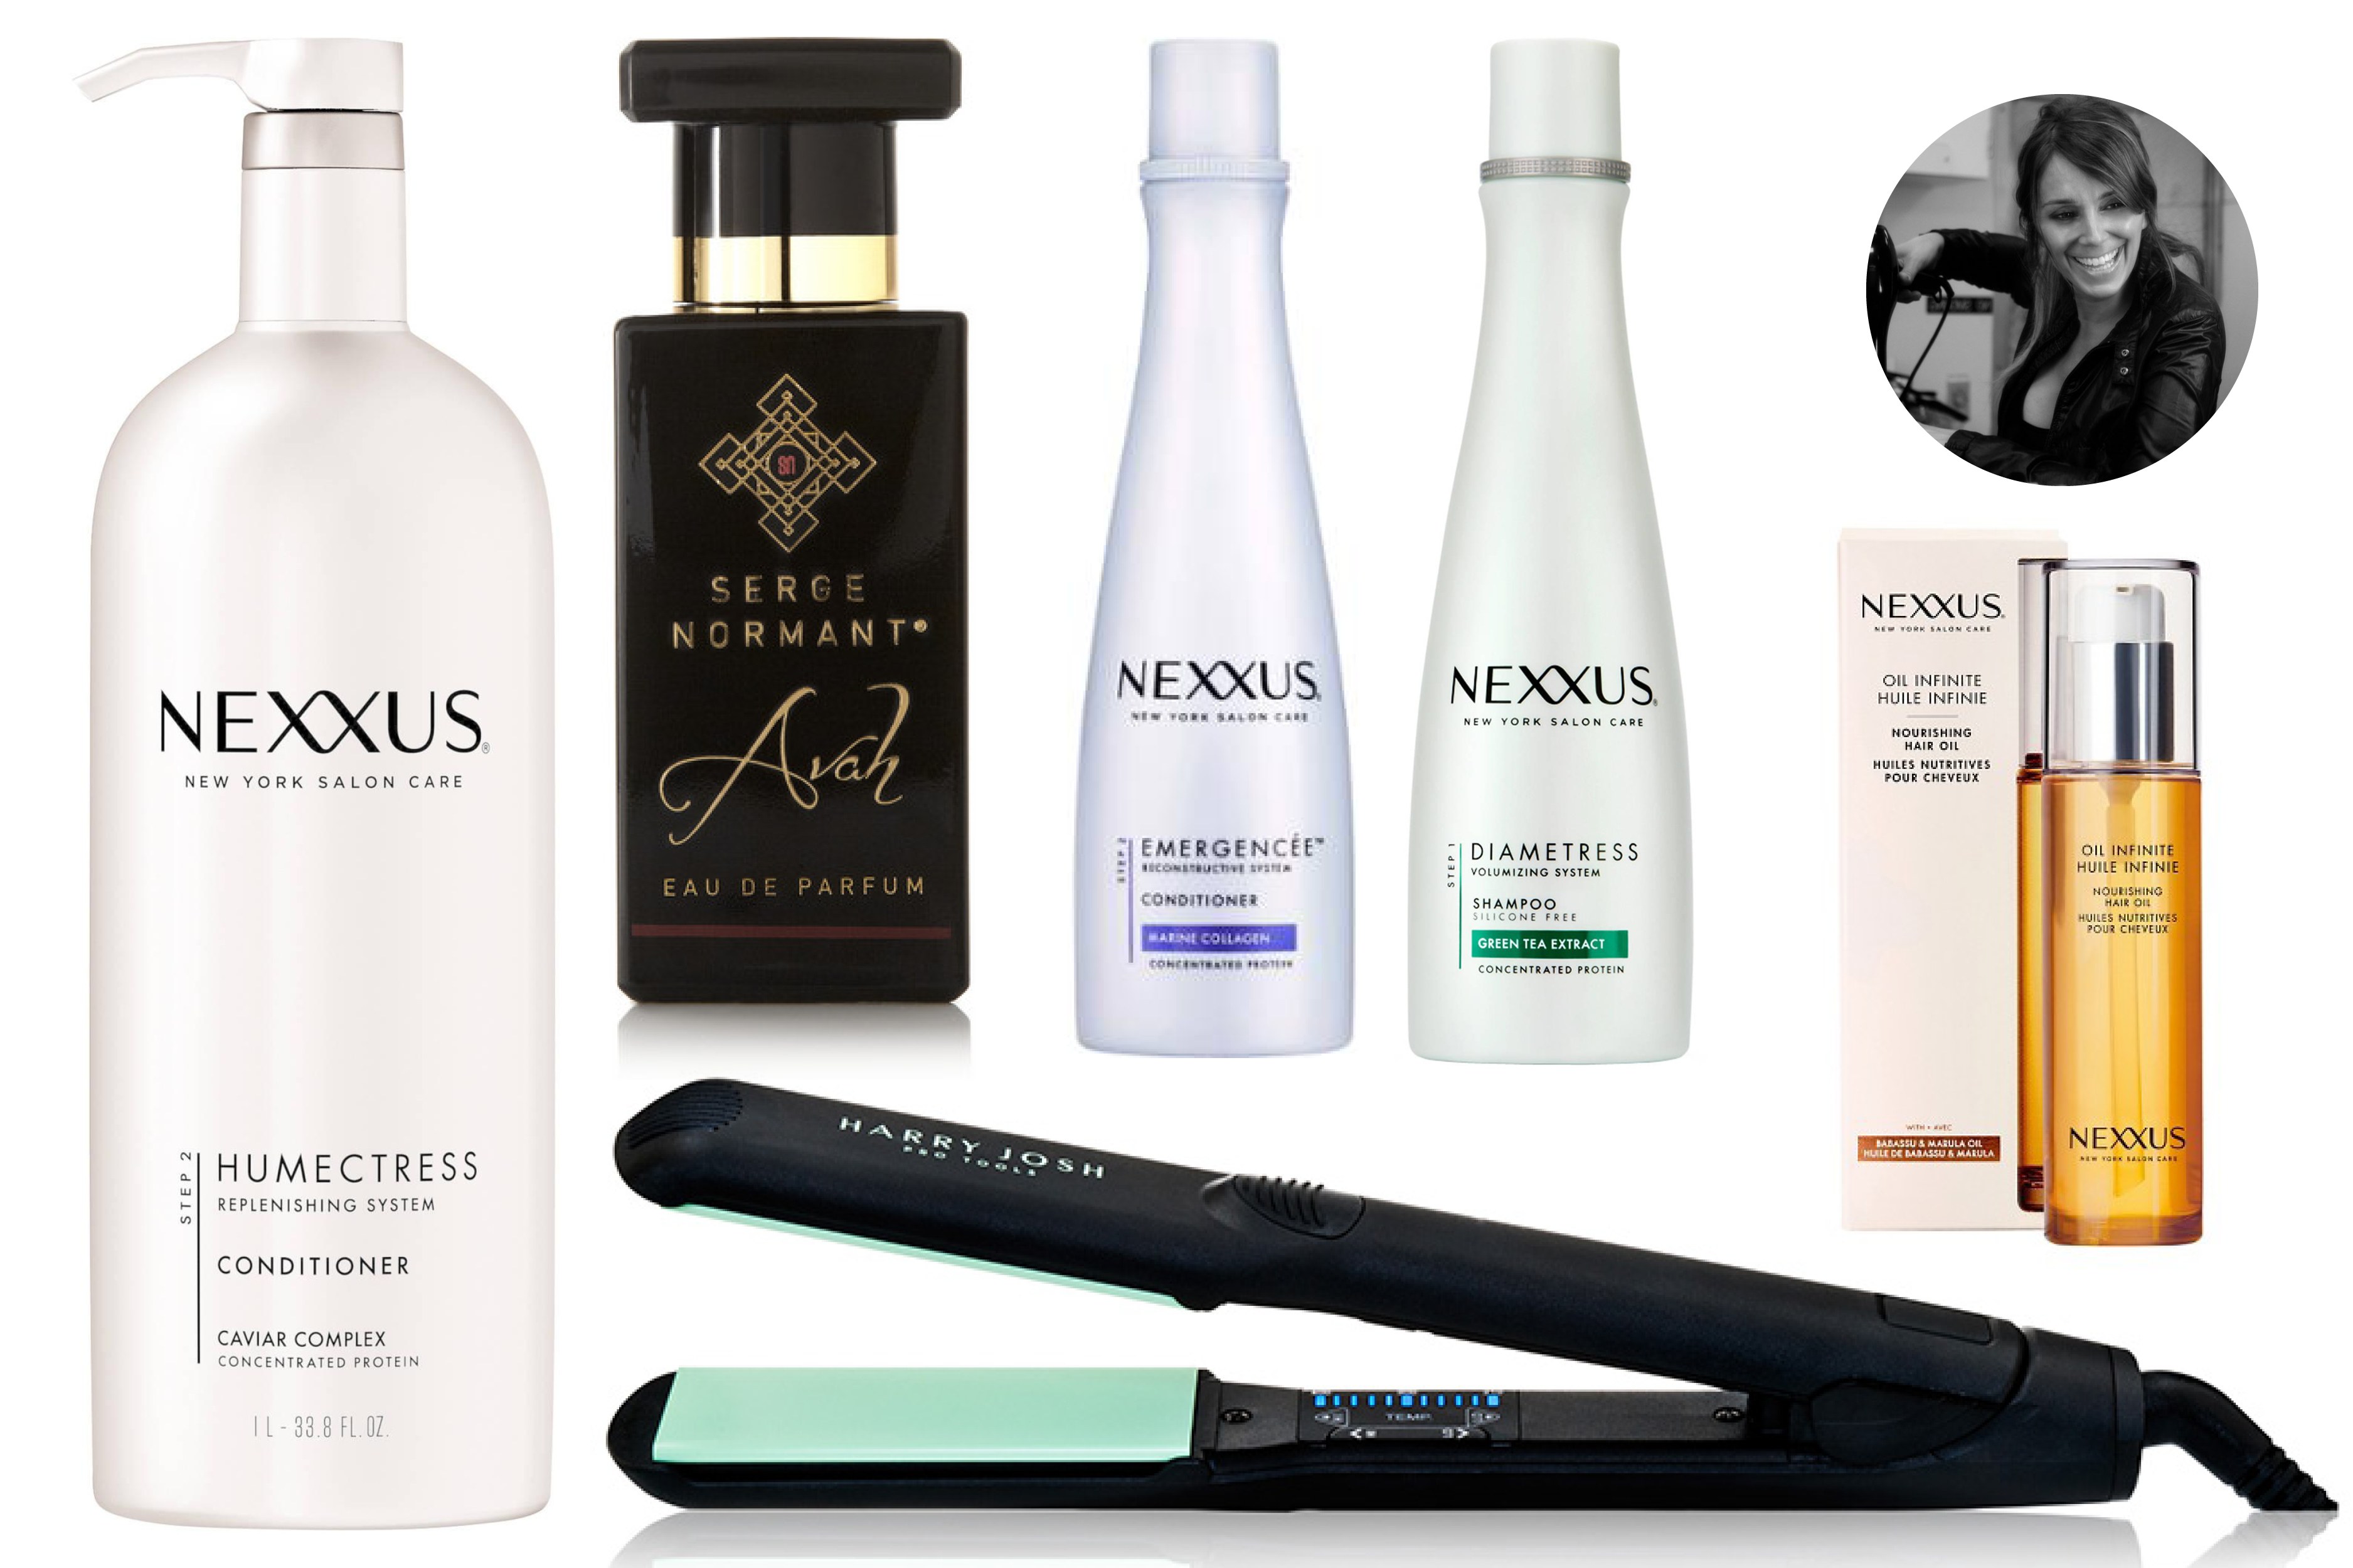 NEXXUS®
NEW YORK SALON CARE
STEP 2
HUMECTRESS
REPLENISHING SYSTEM
CONDITIONER
CAVIAR COMPLEX
CONCENTRATED PROTEIN
1 L - 33.8 FL. OZ.
sn
SERGE
NORMANT®
Avah
EAU DE PARFUM
NEXXUS®
NEW YORK SALON CARE
STEP 2
EMERGENCÉE™
RECONSTRUCTIVE SYSTEM
CONDITIONER
MARINE COLLAGEN
CONCENTRATED PROTEIN
NEXXUS®
NEW YORK SALON CARE
STEP 1
DIAMETRESS
VOLUMIZING SYSTEM
SHAMPOO
SILICONE FREE
GREEN TEA EXTRACT
CONCENTRATED PROTEIN
NEXXUS®
NEW YORK SALON CARE
OIL INFINITE
HUILE INFINIE
NOURISHING
HAIR OIL
HUILES NUTRITIVES
POUR CHEVEUX
WITH • AVEC
BABASSU & MARULA OIL
HUILE DE BABASSU & MARULA
OIL INFINITE
HUILE INFINIE
NOURISHING
HAIR OIL
HUILES NUTRITIVES
POUR CHEVEUX
NEXXUS
NEW YORK SALON CARE
HARRY JOSH
PRO TOOLS
TEMP